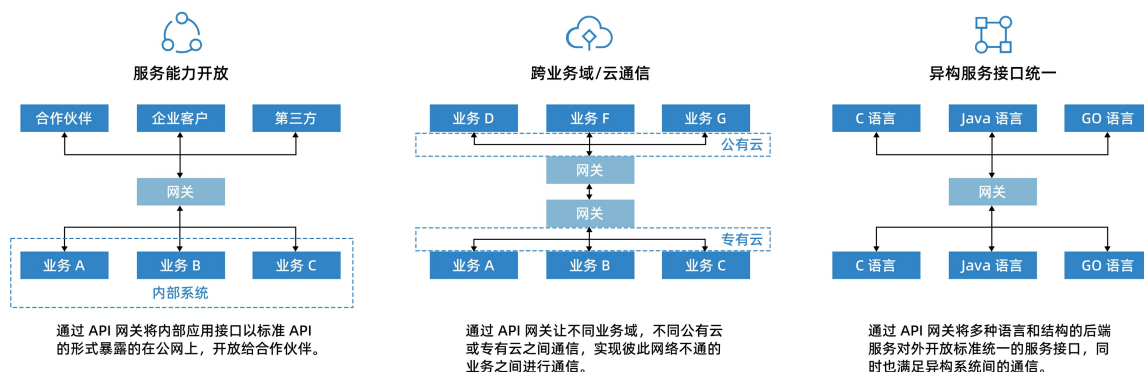 服务能力开放
合作伙伴
企业客户
第三方
网关
业务 A
业务 B
业务 C
内部系统
通过 API 网关将内部应用接口以标准 API
的形式暴露的在公网上，开放给合作伙伴。
跨业务域/云通信
业务 D
业务 F
业务 G
公有云
网关
网关
专有云
业务 A
业务 B
业务 C
通过 API 网关让不同业务域，不同公有云
或专有云之间通信，实现彼此网络不通的
业务之间进行通信。
异构服务接口统一
C 语言
Java 语言
GO 语言
网关
C 语言
Java 语言
GO 语言
通过 API 网关将多种语言和结构的后端
服务对外开放标准统一的服务接口，同
时也满足异构系统间的通信。